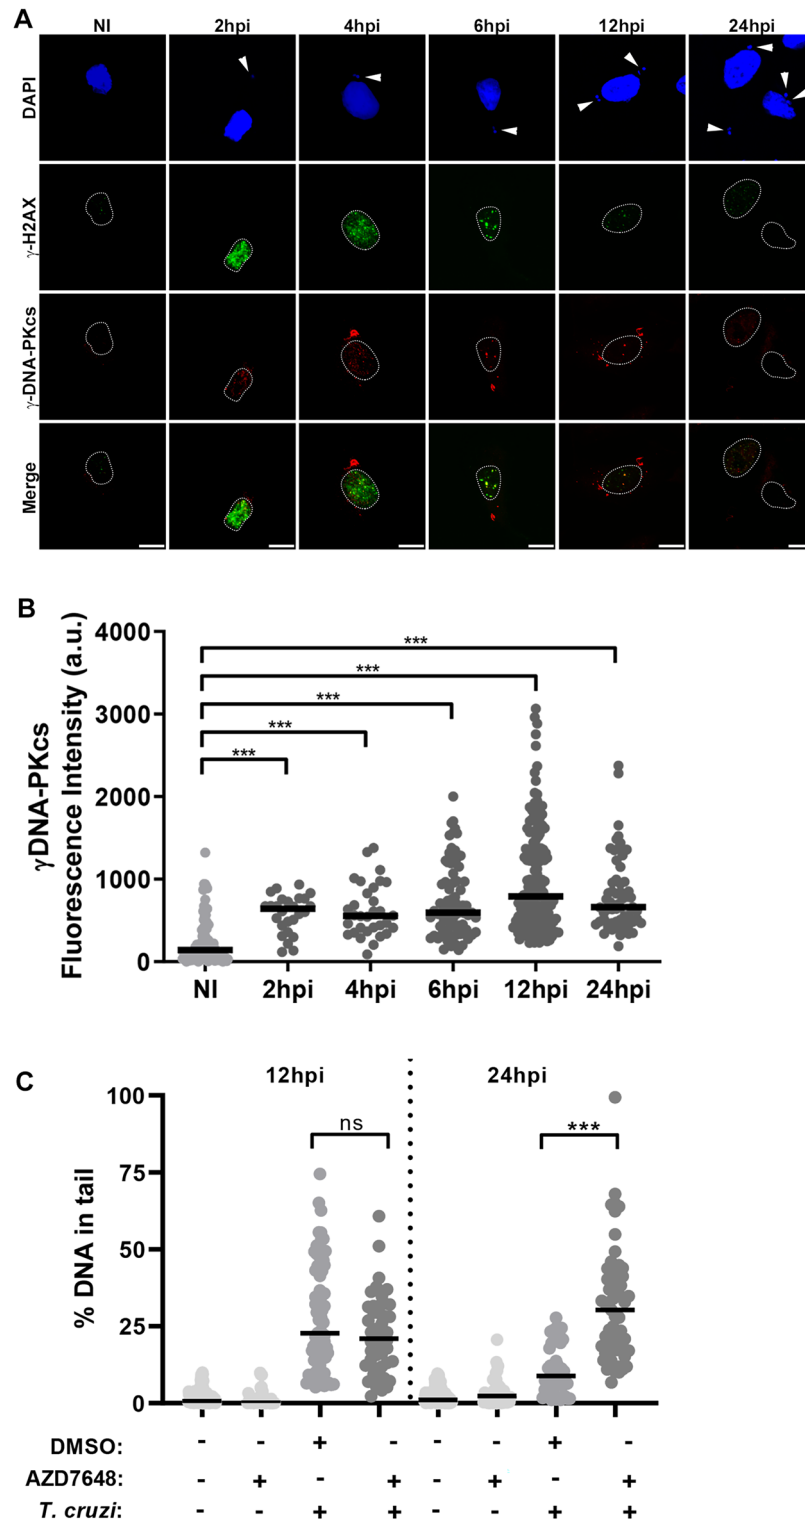 A
NI 2hpi 4hpi 6hpi 12hpi 24hpi
DAPI
γ-H2AX
γ-DNA-PKcs
Merge
B
γDNA-PKcs
Fluorescence Intensity (a.u.)
4000
3000
2000
1000
0
***
***
***
***
***
NI 2hpi 4hpi 6hpi 12hpi 24hpi
C
12hpi 24hpi
% DNA in tail
100
75
50
25
0
ns
***
DMSO: - - + - - - + -
AZD7648: - + - + - + - +
T. cruzi: - - + + - - + +